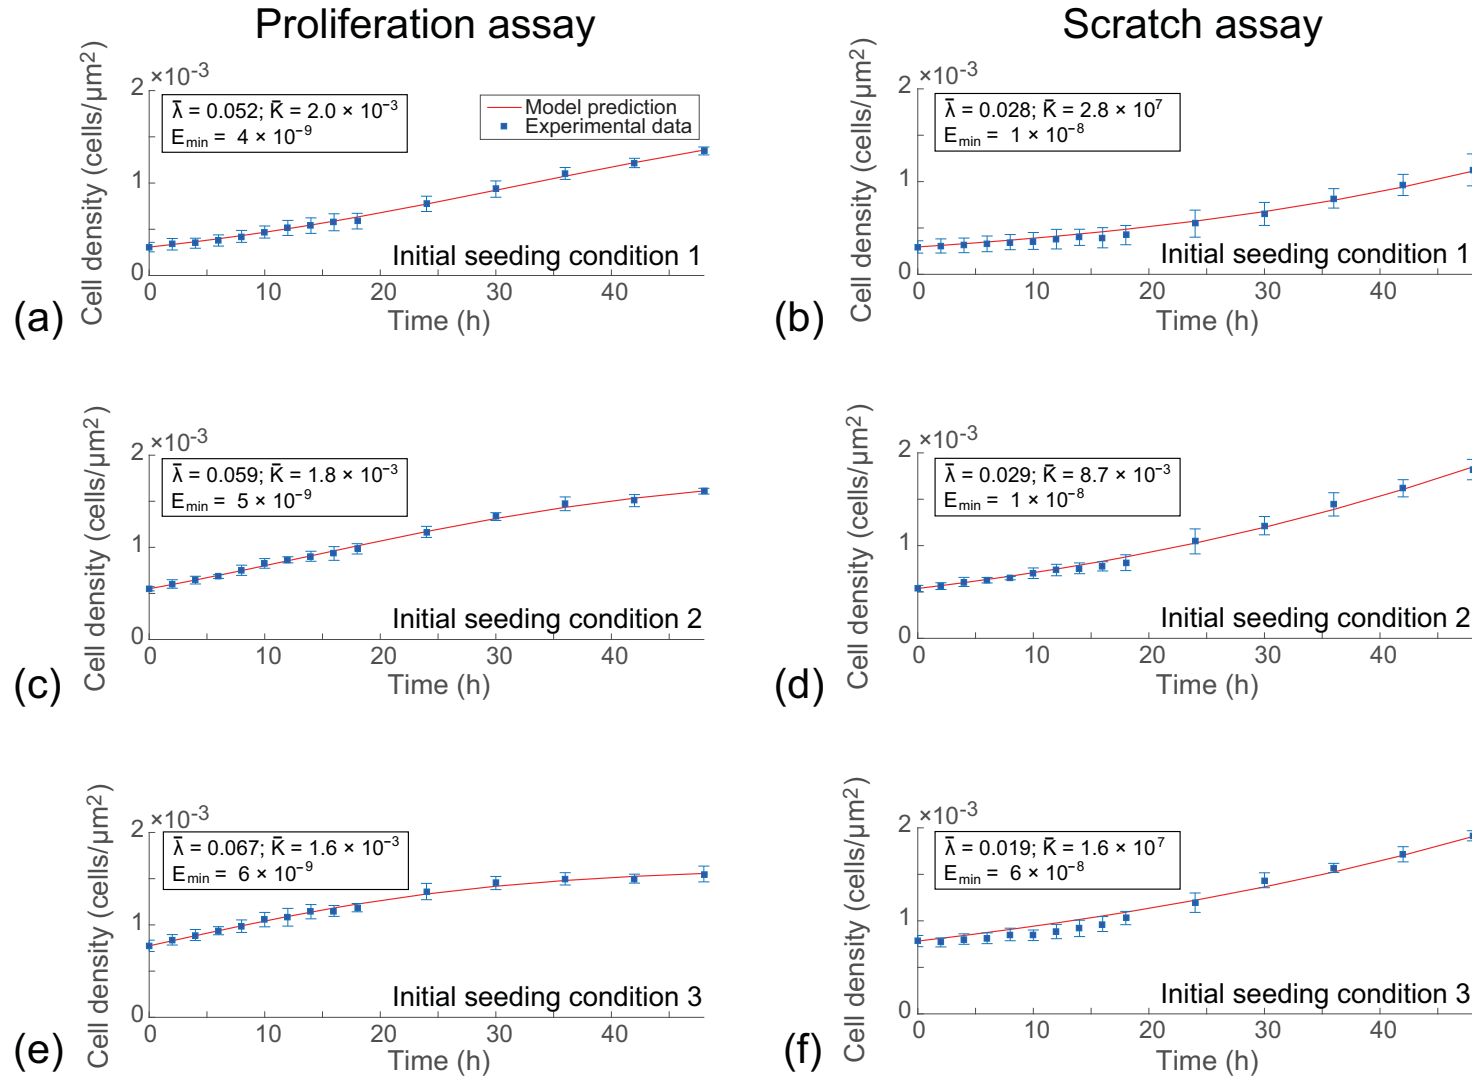 Proliferation assay
Scratch assay
(a)
Cell density (cells/μm²)
×10⁻³
2
1
0
λ̄ = 0.052; K̄ = 2.0 × 10⁻³
E_min = 4 × 10⁻⁹
Model prediction
Experimental data
Initial seeding condition 1
0 10 20 30 40
Time (h)
(b)
Cell density (cells/μm²)
×10⁻³
2
1
0
λ̄ = 0.028; K̄ = 2.8 × 10⁷
E_min = 1 × 10⁻⁸
Initial seeding condition 1
0 10 20 30 40
Time (h)
(c)
Cell density (cells/μm²)
×10⁻³
2
1
0
λ̄ = 0.059; K̄ = 1.8 × 10⁻³
E_min = 5 × 10⁻⁹
Initial seeding condition 2
0 10 20 30 40
Time (h)
(d)
Cell density (cells/μm²)
×10⁻³
2
1
0
λ̄ = 0.029; K̄ = 8.7 × 10⁻³
E_min = 1 × 10⁻⁸
Initial seeding condition 2
0 10 20 30 40
Time (h)
(e)
Cell density (cells/μm²)
×10⁻³
2
1
0
λ̄ = 0.067; K̄ = 1.6 × 10⁻³
E_min = 6 × 10⁻⁹
Initial seeding condition 3
0 10 20 30 40
Time (h)
(f)
Cell density (cells/μm²)
×10⁻³
2
1
0
λ̄ = 0.019; K̄ = 1.6 × 10⁷
E_min = 6 × 10⁻⁸
Initial seeding condition 3
0 10 20 30 40
Time (h)